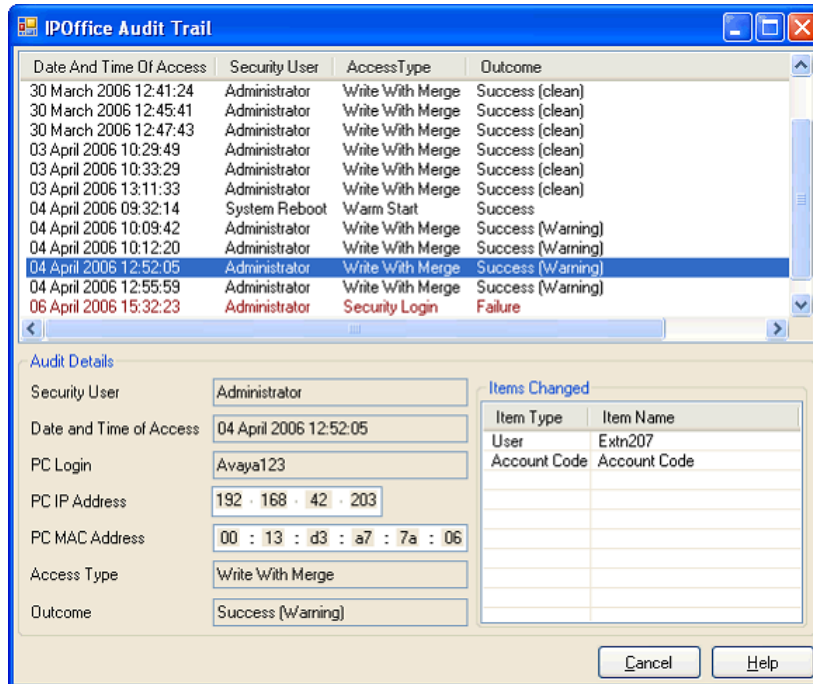 IPOffice Audit Trail
Date And Time Of Access Security User AccessType Outcome
30 March 2006 12:41:24 Administrator Write With Merge Success (clean)
30 March 2006 12:45:41 Administrator Write With Merge Success (clean)
30 March 2006 12:47:43 Administrator Write With Merge Success (clean)
03 April 2006 10:29:49 Administrator Write With Merge Success (clean)
03 April 2006 10:33:29 Administrator Write With Merge Success (clean)
03 April 2006 13:11:33 Administrator Write With Merge Success (clean)
04 April 2006 09:32:14 System Reboot Warm Start Success
04 April 2006 10:09:42 Administrator Write With Merge Success (Warning)
04 April 2006 10:12:20 Administrator Write With Merge Success (Warning)
04 April 2006 12:52:05 Administrator Write With Merge Success (Warning)
04 April 2006 12:55:59 Administrator Write With Merge Success (Warning)
06 April 2006 15:32:23 Administrator Security Login Failure
Audit Details
Security User Administrator
Date and Time of Access 04 April 2006 12:52:05
PC Login Avaya123
PC IP Address 192 . 168 . 42 . 203
PC MAC Address 00 : 13 : d3 : a7 : 7a : 06
Access Type Write With Merge
Outcome Success (Warning)
Items Changed
Item Type Item Name
User Extn207
Account Code Account Code
Cancel Help